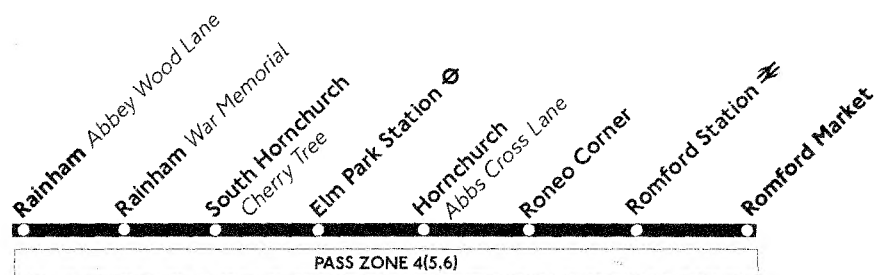 Rainham Abbey Wood Lane
Rainham War Memorial
South Hornchurch
Cherry Tree
Elm Park Station
Hornchurch
Abbs Cross Lane
Roneo Corner
Romford Station
Romford Market
PASS ZONE 4(5.6)